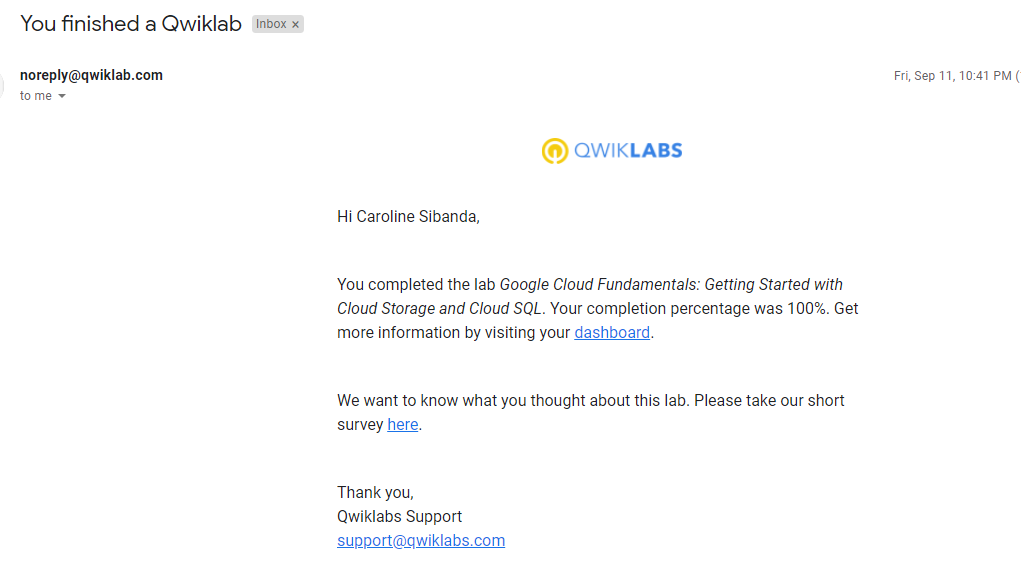 You finished a Qwiklab Inbox ×
noreply@qwiklab.com Fri, Sep 11, 10:41 PM (
to me
QWIKLABS
Hi Caroline Sibanda,
You completed the lab Google Cloud Fundamentals: Getting Started with
Cloud Storage and Cloud SQL. Your completion percentage was 100%. Get
more information by visiting your dashboard.
We want to know what you thought about this lab. Please take our short
survey here.
Thank you,
Qwiklabs Support
support@qwiklabs.com